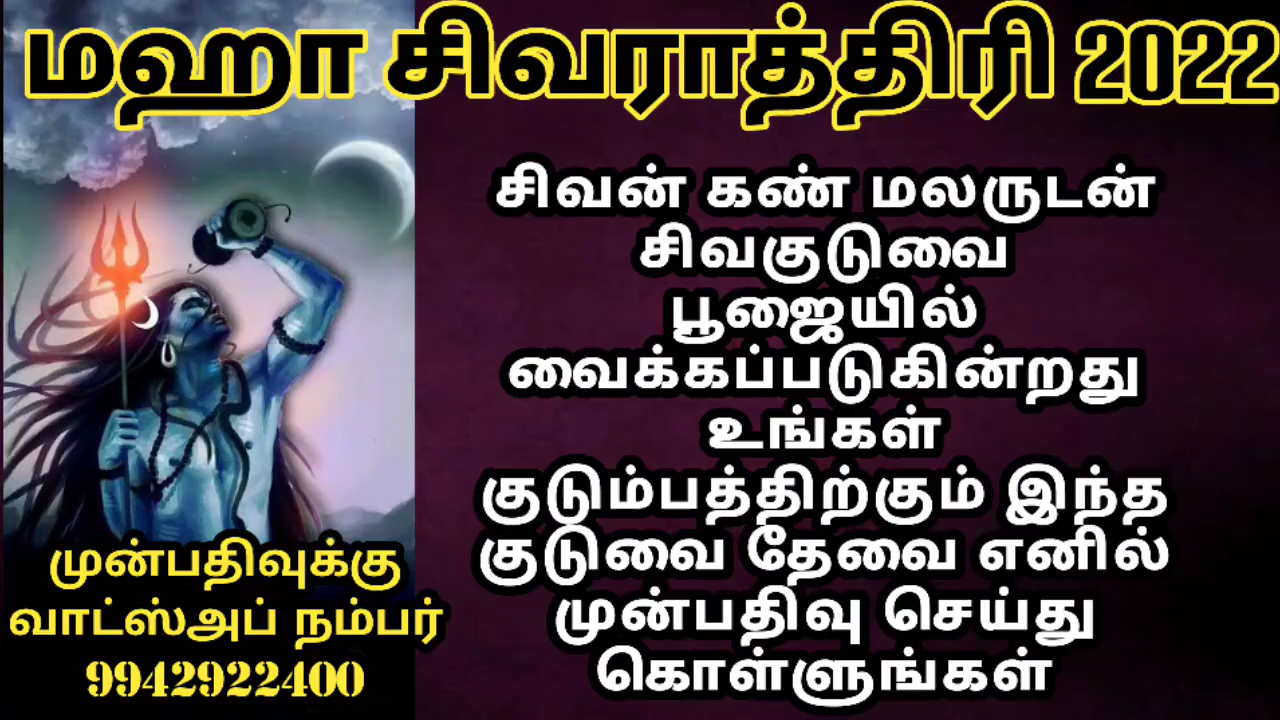 மஹா சிவராத்திரி 2022
சிவன் கண் மலருடன்
சிவகுடுவை
பூஜையில்
வைக்கப்படுகின்றது
உங்கள்
குடும்பத்திற்கும் இந்த
குடுவை தேவை எனில்
முன்பதிவு செய்து
கொள்ளுங்கள்
முன்பதிவுக்கு
வாட்ஸ்அப் நம்பர்
9942922400